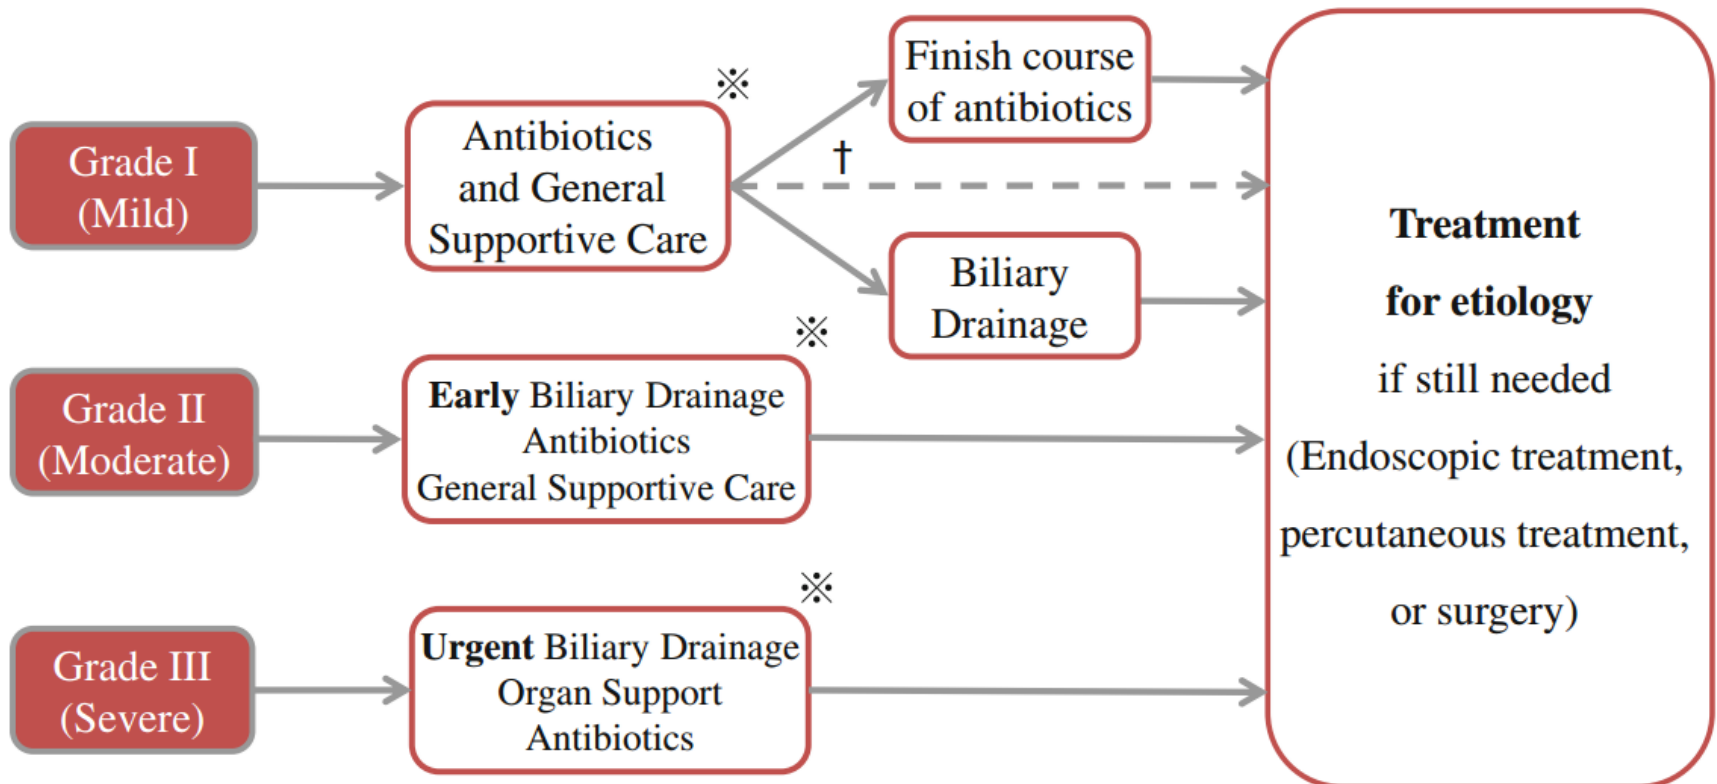 Grade I
(Mild)
※
Antibiotics
and General
Supportive Care
†
Finish course
of antibiotics
Biliary
Drainage
Grade II
(Moderate)
※
Early Biliary Drainage
Antibiotics
General Supportive Care
Grade III
(Severe)
※
Urgent Biliary Drainage
Organ Support
Antibiotics
Treatment
for etiology
if still needed
(Endoscopic treatment,
percutaneous treatment,
or surgery)